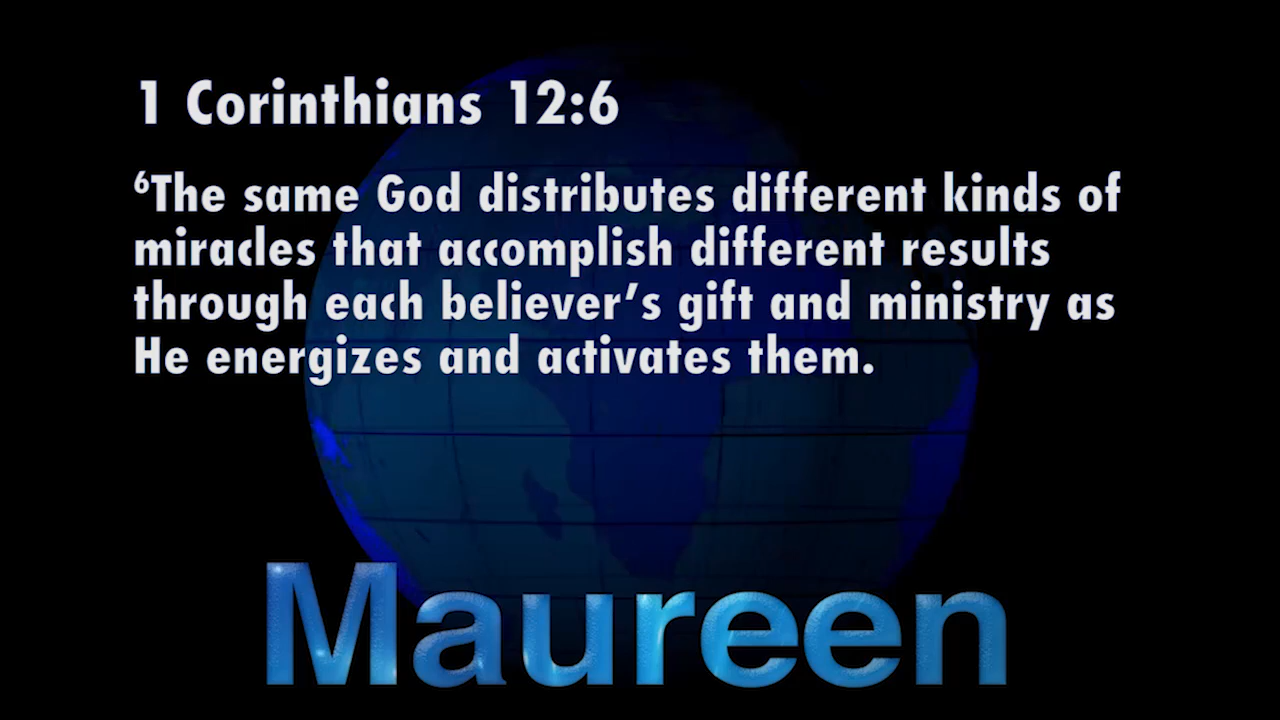 1 Corinthians 12:6
⁶The same God distributes different kinds of
miracles that accomplish different results
through each believer’s gift and ministry as
He energizes and activates them.
Maureen